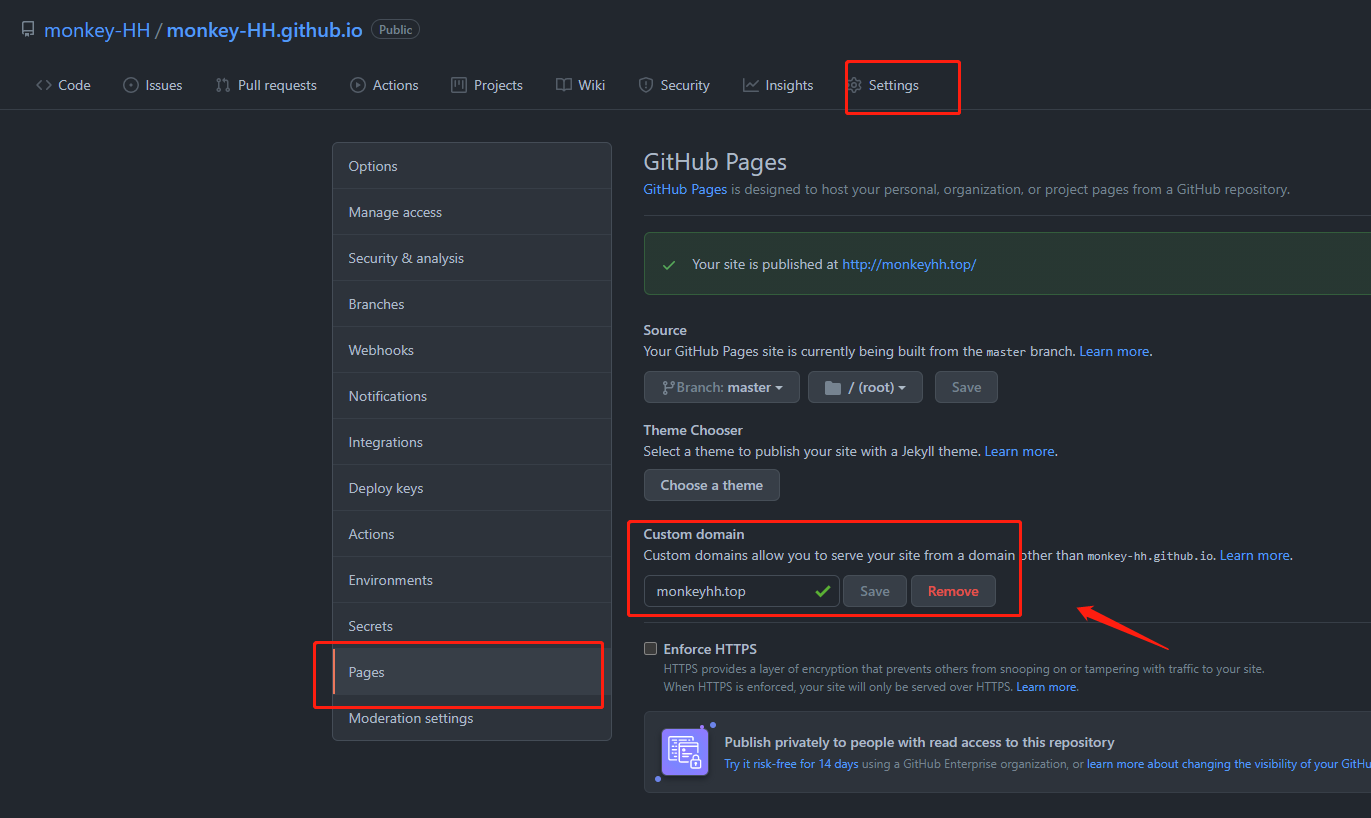 monkey-HH / monkey-HH.github.io Public
Code Issues Pull requests Actions Projects Wiki Security Insights Settings
Options
Manage access
Security & analysis
Branches
Webhooks
Notifications
Integrations
Deploy keys
Actions
Environments
Secrets
Pages
Moderation settings
GitHub Pages
GitHub Pages is designed to host your personal, organization, or project pages from a GitHub repository.
Your site is published at http://monkeyhh.top/
Source
Your GitHub Pages site is currently being built from the master branch. Learn more.
Branch: master / (root) Save
Theme Chooser
Select a theme to publish your site with a Jekyll theme. Learn more.
Choose a theme
Custom domain
Custom domains allow you to serve your site from a domain other than monkey-hh.github.io. Learn more.
monkeyhh.top Save Remove
Enforce HTTPS
HTTPS provides a layer of encryption that prevents others from snooping on or tampering with traffic to your site.
When HTTPS is enforced, your site will only be served over HTTPS. Learn more.
Publish privately to people with read access to this repository
Try it risk-free for 14 days using a GitHub Enterprise organization, or learn more about changing the visibility of your GitHu